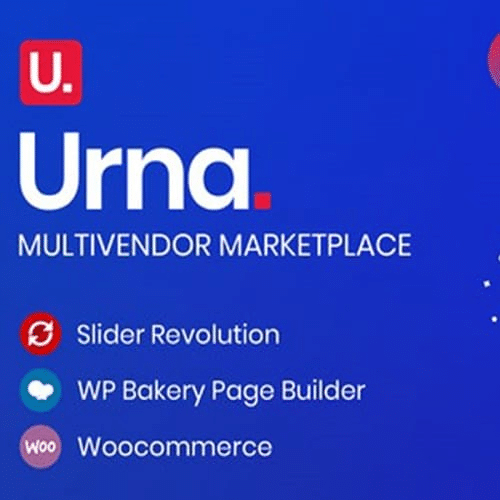 U.
Urna.
MULTIVENDOR MARKETPLACE
Slider Revolution
WP Bakery Page Builder
Woo Woocommerce